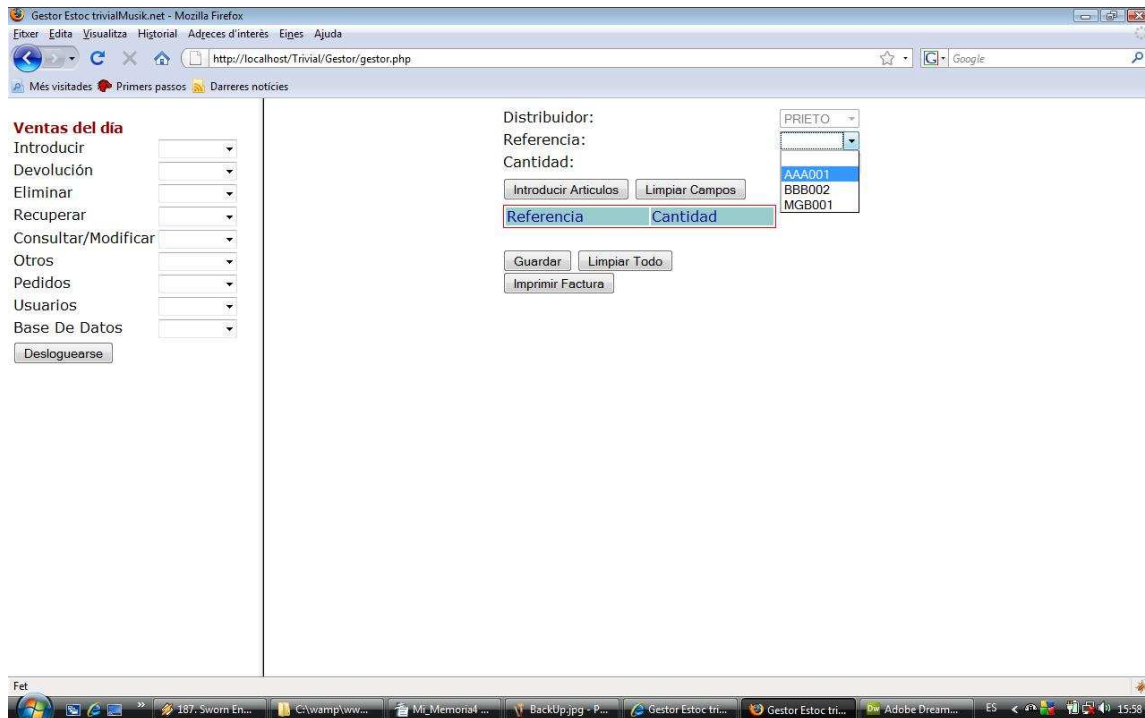 Gestor Estoc trivialMusik.net - Mozilla Firefox
Fitxer Edita Visualitza Historial Adreces d'interès Eines Ajuda
http://localhost/Trivial/Gestor/gestor.php
G Google
Més visitades Primers passos Darreres notícies
Ventas del día
Introducir
Devolución
Eliminar
Recuperar
Consultar/Modificar
Otros
Pedidos
Usuarios
Base De Datos
Desloguearse
Distribuidor: PRIETO
Referencia:
AAA001
BBB002
MGB001
Cantidad:
Introducir Articulos Limpiar Campos
Referencia Cantidad
Guardar Limpiar Todo
Imprimir Factura
Fet
187. Sworn En... C:\wamp\ww... Mi_Memoria4 ... BackUp.jpg - P... Gestor Estoc tri... Gestor Estoc tri... Dw Adobe Dream... ES 15:58